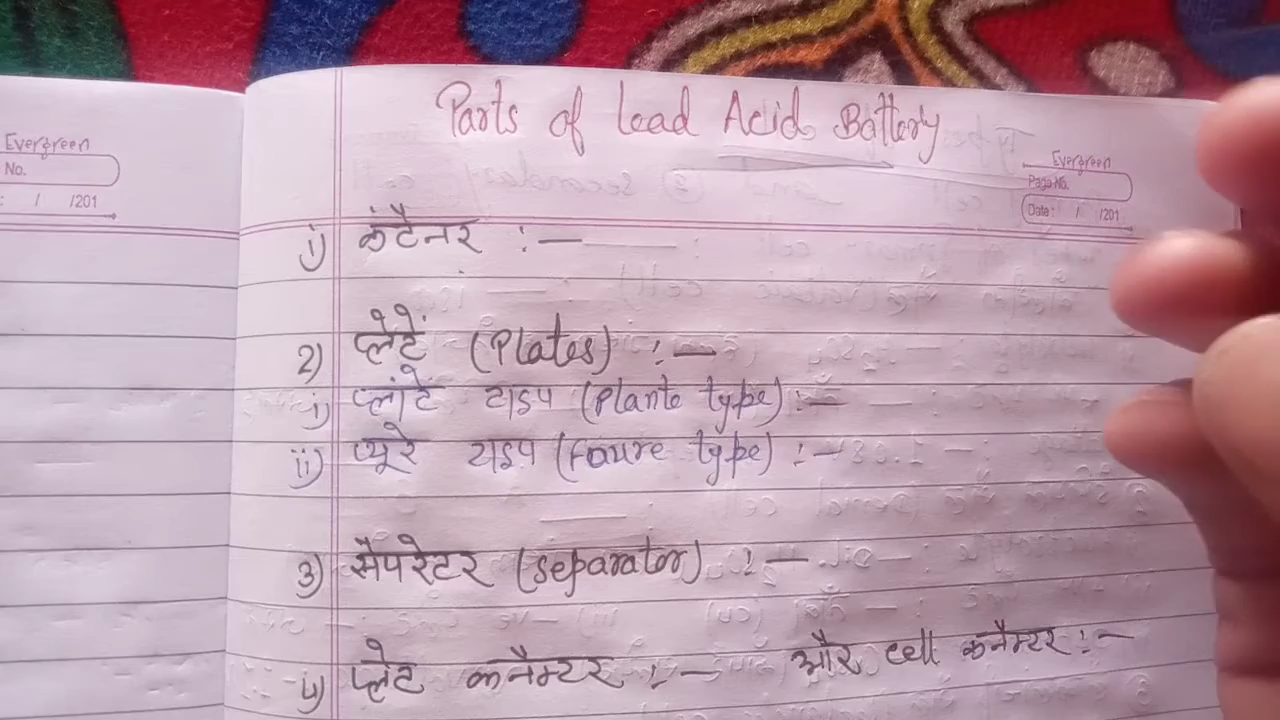 Parts of Lead Acid Battery
Evergreen
No.
: / /201
Evergreen
Page No.
Date: / /201
i) कंटैनर :—
2) प्लेटें (Plates) :—
i) प्लांटे टाइप (Plante type) :—
ii) प्यूरे टाइप (Faure type) :—
3) सैपरेटर (separator) :—
4) प्लेट कनैक्टर :— और cell कनैक्टर :—